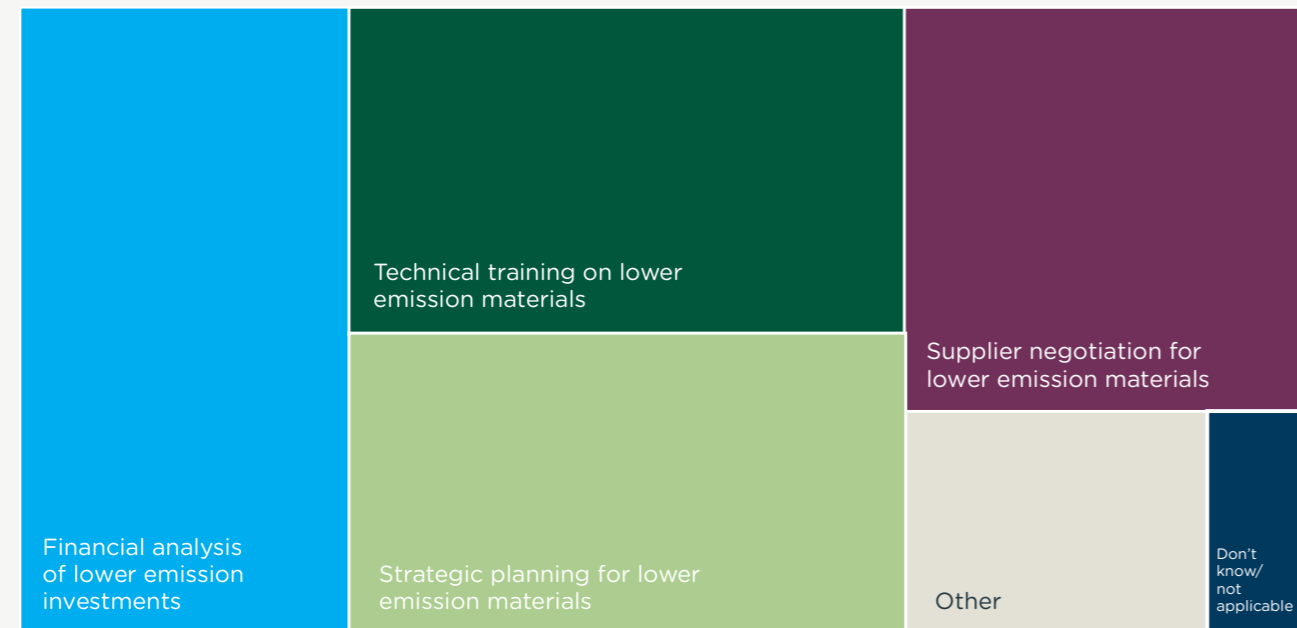 Technical training on lower
emission materials
Supplier negotiation for
lower emission materials
Financial analysis
of lower emission
investments
Strategic planning for lower
emission materials
Other
Don't
know/
not
applicable